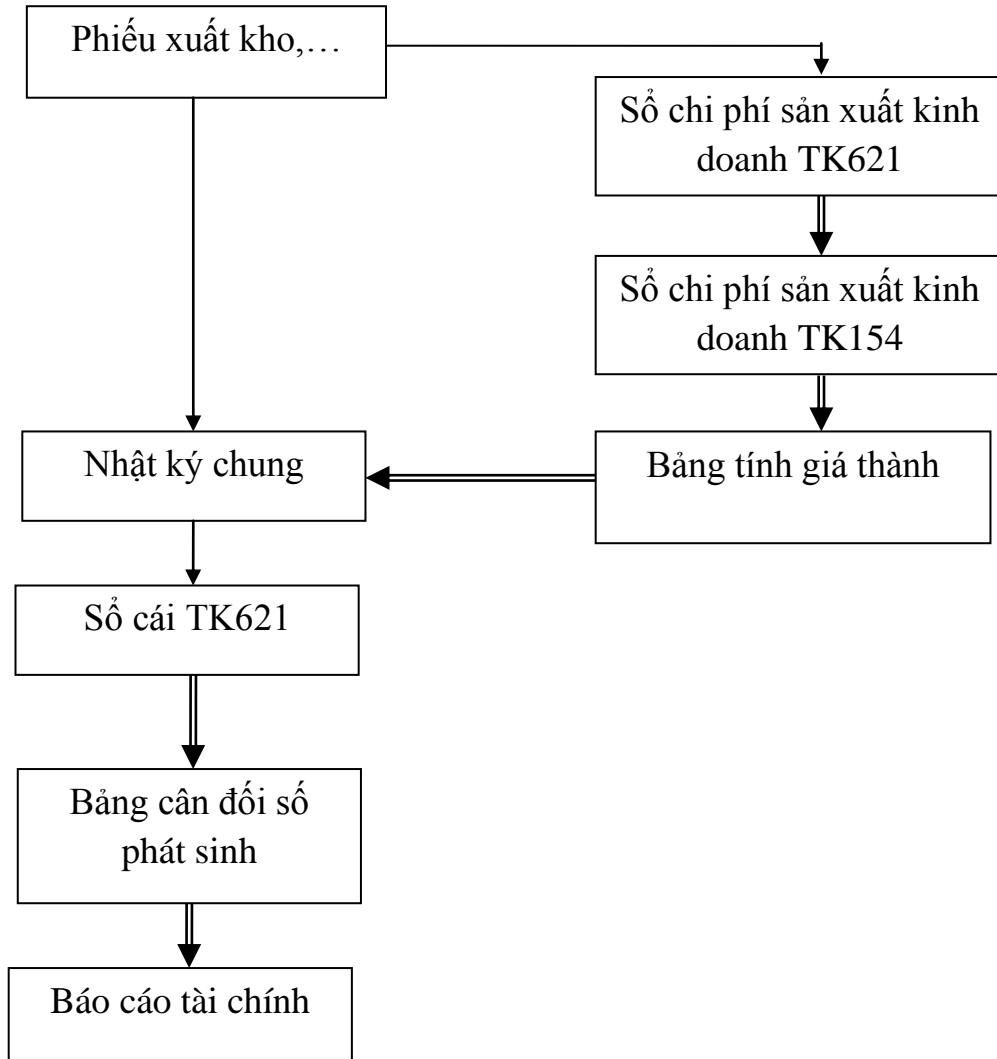 Phiếu xuất kho,…
Sổ chi phí sản xuất kinh
doanh TK621
Sổ chi phí sản xuất kinh
doanh TK154
Nhật ký chung
Bảng tính giá thành
Sổ cái TK621
Bảng cân đối số
phát sinh
Báo cáo tài chính